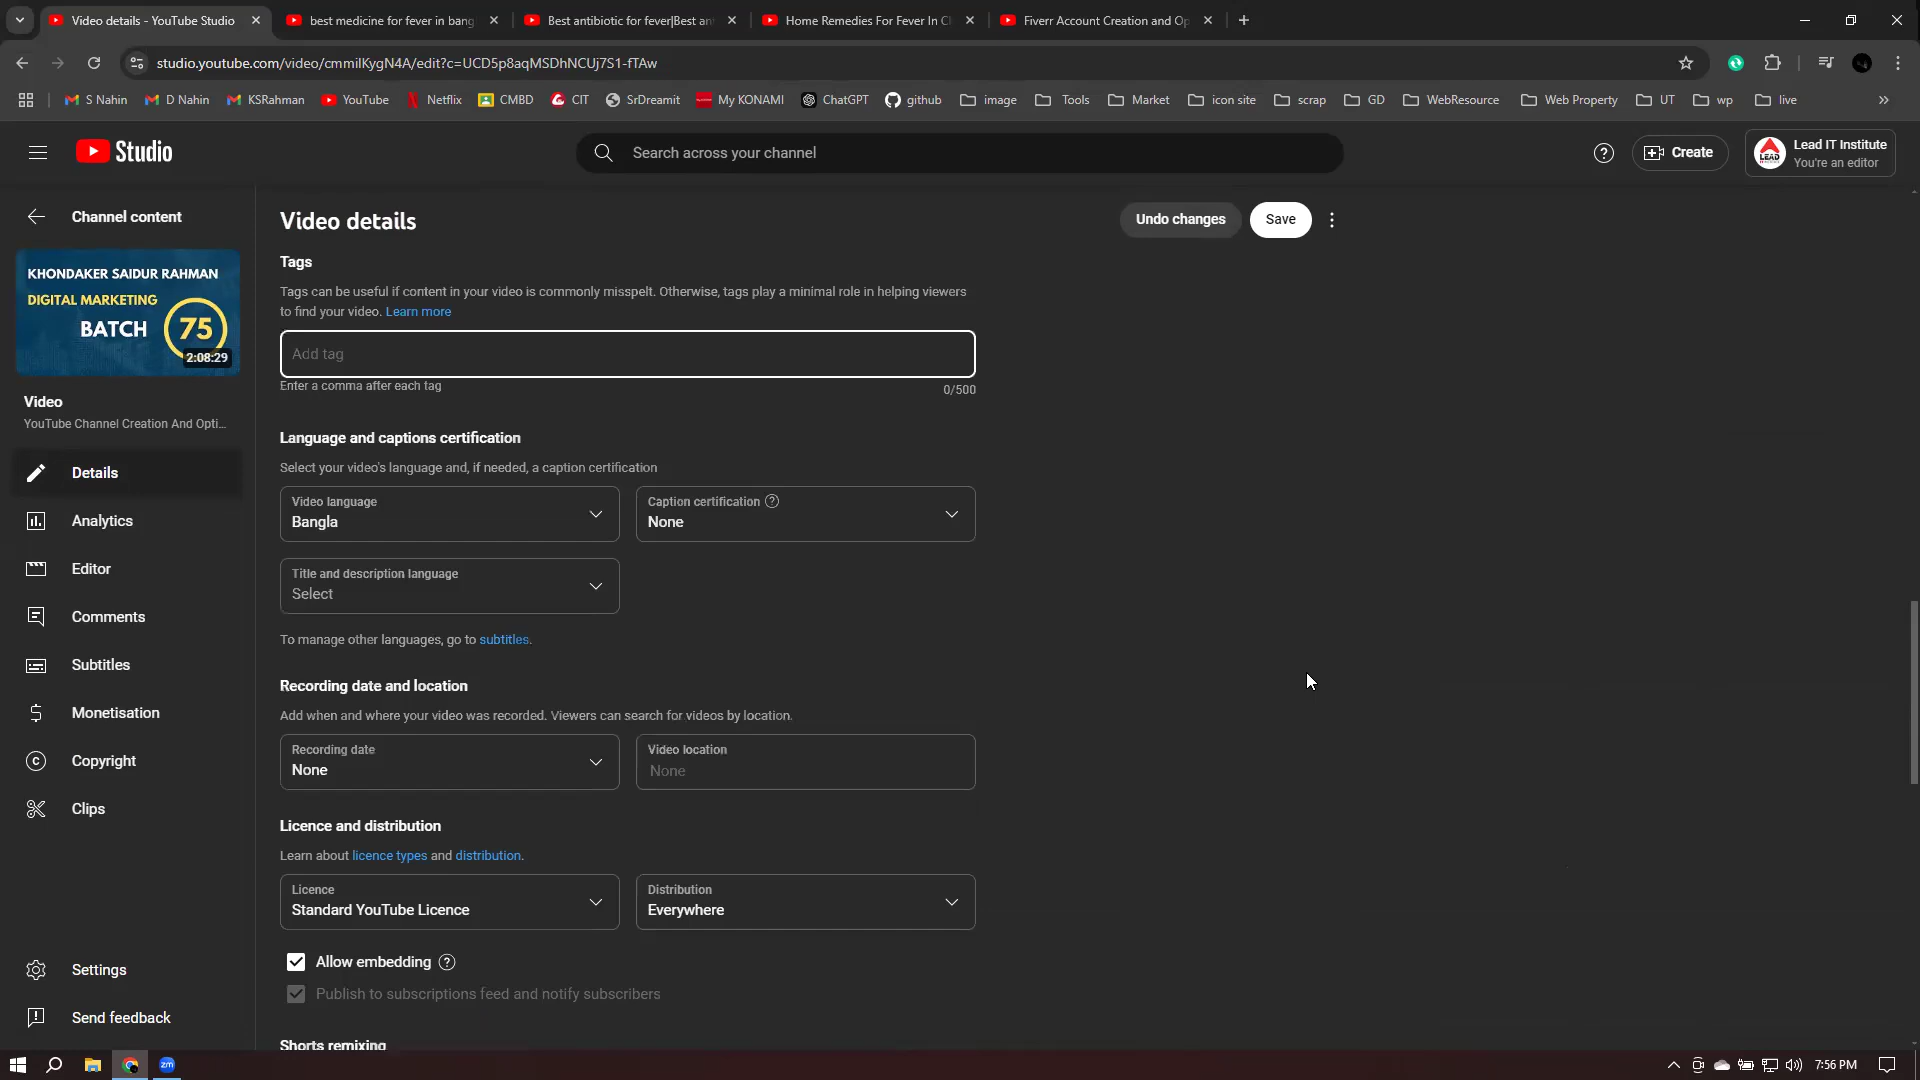 Video details - YouTube Studio
best medicine for fever in bang
Best antibiotic for fever|Best an
Home Remedies For Fever In C
Fiverr Account Creation and Op
studio.youtube.com/video/cmmilKygN4A/edit?c=UCD5p8aqMSDhNCUj7S1-fTAw
S Nahin
D Nahin
KSRahman
YouTube
Netflix
CMBD
CIT
SrDreamit
My KONAMI
ChatGPT
github
image
Tools
Market
icon site
scrap
GD
WebResource
Web Property
UT
wp
live
Studio
Search across your channel
Create
Lead IT Institute
You're an editor
Channel content
KHONDAKER SAIDUR RAHMAN
DIGITAL MARKETING
BATCH 75
2:08:29
Video
YouTube Channel Creation And Opti...
Details
Analytics
Editor
Comments
Subtitles
Monetisation
Copyright
Clips
Settings
Send feedback
Video details
Undo changes
Save
Tags
Tags can be useful if content in your video is commonly misspelt. Otherwise, tags play a minimal role in helping viewers
to find your video. Learn more
Add tag
Enter a comma after each tag
0/500
Language and captions certification
Select your video's language and, if needed, a caption certification
Video language
Bangla
Caption certification
None
Title and description language
Select
To manage other languages, go to subtitles.
Recording date and location
Add when and where your video was recorded. Viewers can search for videos by location.
Recording date
None
Video location
None
Licence and distribution
Learn about licence types and distribution.
Licence
Standard YouTube Licence
Distribution
Everywhere
Allow embedding
Publish to subscriptions feed and notify subscribers
Shorts remixing
zm
7:56 PM